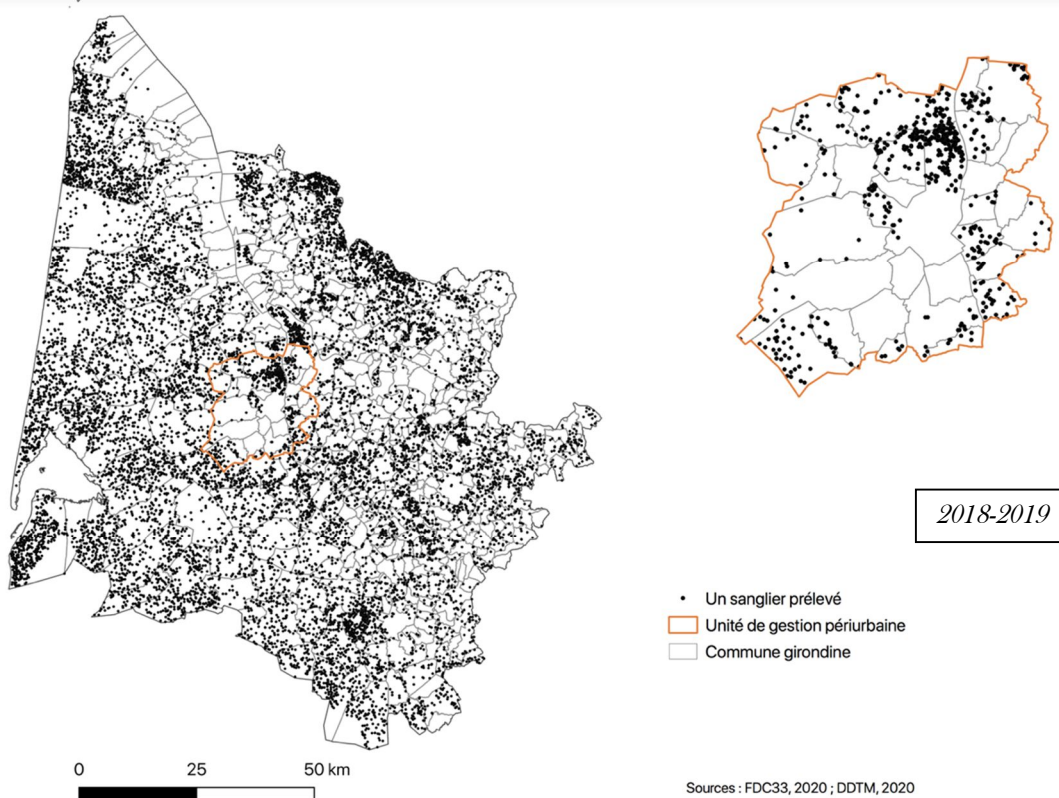 2018-2019
Un sanglier prélevé
Unité de gestion périurbaine
Commune girondine
0 25 50 km
Sources : FDC33, 2020 ; DDTM, 2020